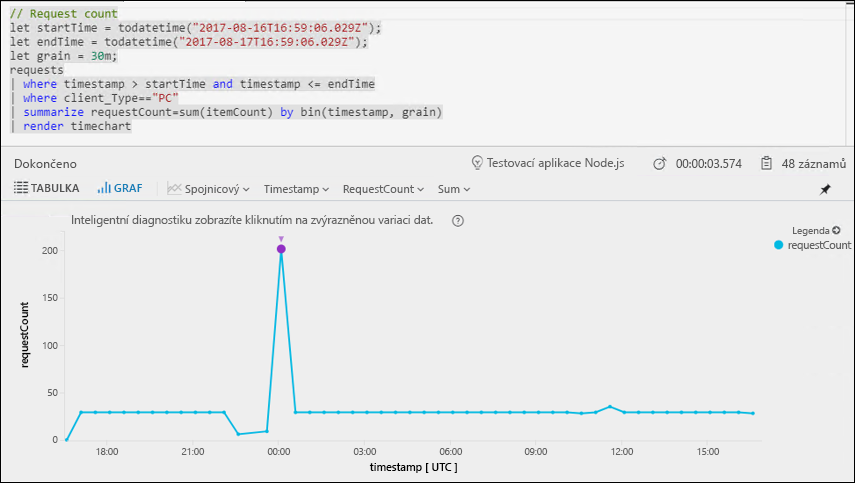 // Request count
let startTime = todatetime("2017-08-16T16:59:06.029Z");
let endTime = todatetime("2017-08-17T16:59:06.029Z");
let grain = 30m;
requests
| where timestamp > startTime and timestamp <= endTime
| where client_Type=="PC"
| summarize requestCount=sum(itemCount) by bin(timestamp, grain)
| render timechart
Dokončeno Testovací aplikace Node.js 00:00:03.574 48 záznamů
TABULKA GRAF Spojnicový Timestamp RequestCount Sum
Inteligentní diagnostiku zobrazíte kliknutím na zvýrazněnou variaci dat. ?
Legenda
requestCount
200
150
100
50
0
requestCount
18:00 21:00 00:00 03:00 06:00 09:00 12:00 15:00
timestamp [ UTC ]